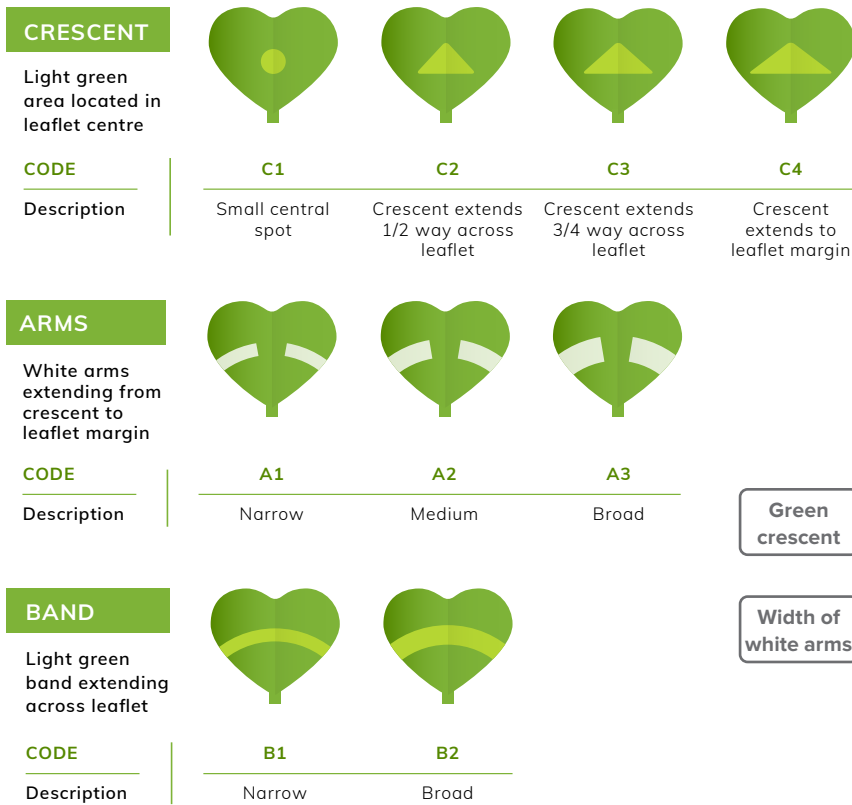 CRESCENT
Light green
area located in
leaflet centre
CODE
C1
C2
C3
C4
Description
Small central
spot
Crescent extends
1/2 way across
leaflet
Crescent extends
3/4 way across
leaflet
Crescent
extends to
leaflet margin
ARMS
White arms
extending from
crescent to
leaflet margin
CODE
A1
A2
A3
Description
Narrow
Medium
Broad
Green
crescent
Width of
white arms
BAND
Light green
band extending
across leaflet
CODE
B1
B2
Description
Narrow
Broad